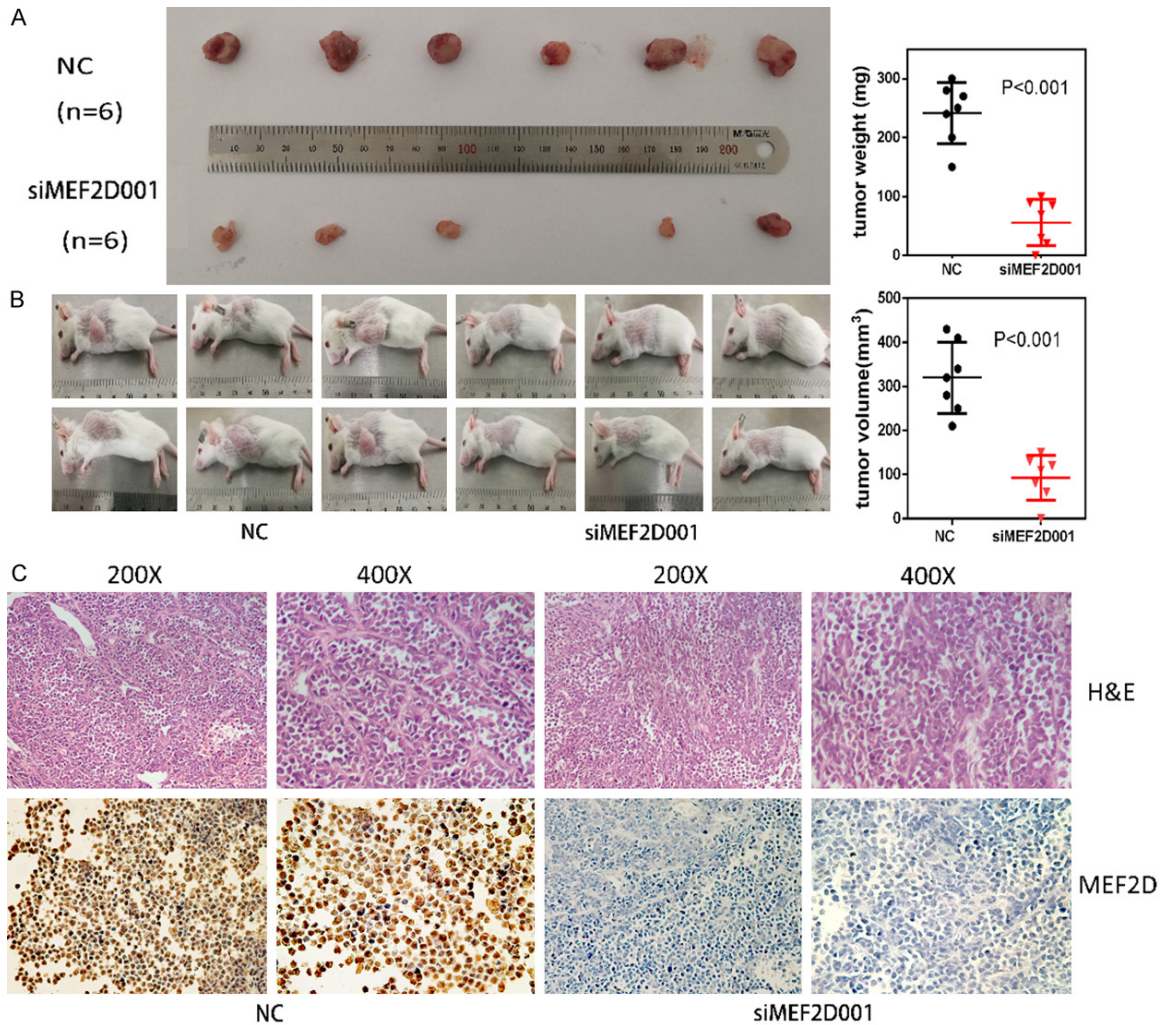 A
NC
(n=6)
siMEF2D001
(n=6)
10 20 30 40 50 60 70 80 90 100 110 120 130 140 150 160 170 180 190 200
tumor weight (mg)
300
200
100
0
P<0.001
NC siMEF2D001
B
NC siMEF2D001
tumor volume(mm³)
500
400
300
200
100
0
P<0.001
NC siMEF2D001
C
200X 400X 200X 400X
H&E
MEF2D
NC siMEF2D001